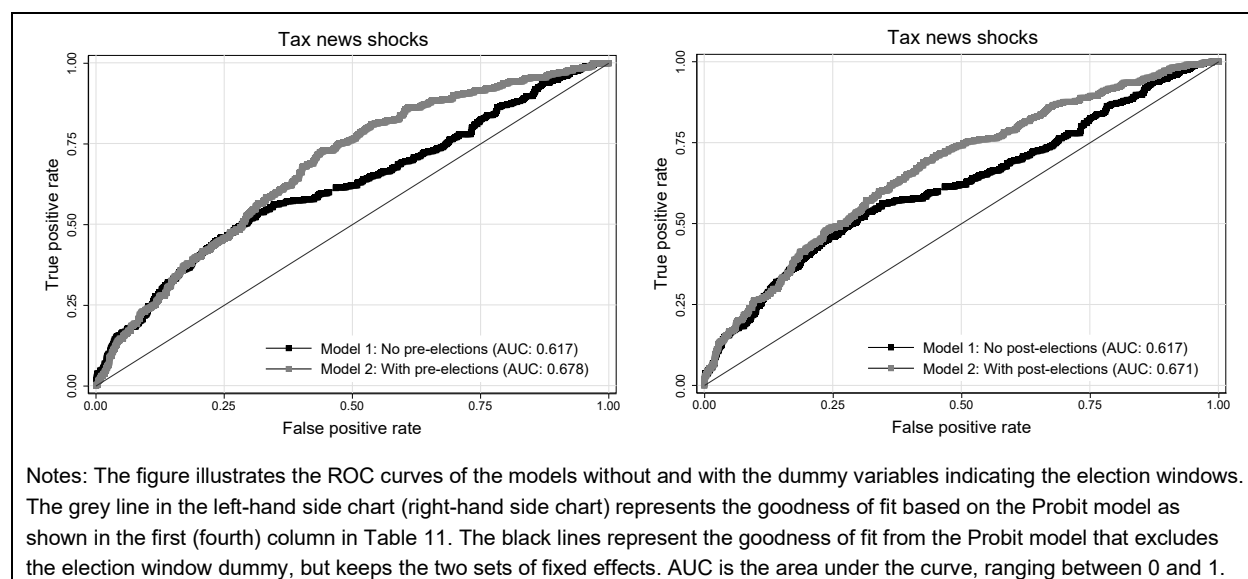 Tax news shocks
True positive rate
1.00
0.75
0.50
0.25
0.00
Model 1: No pre-elections (AUC: 0.617)
Model 2: With pre-elections (AUC: 0.678)
0.00 0.25 0.50 0.75 1.00
False positive rate
Tax news shocks
True positive rate
1.00
0.75
0.50
0.25
0.00
Model 1: No post-elections (AUC: 0.617)
Model 2: With post-elections (AUC: 0.671)
0.00 0.25 0.50 0.75 1.00
False positive rate
Notes: The figure illustrates the ROC curves of the models without and with the dummy variables indicating the election windows.
The grey line in the left-hand side chart (right-hand side chart) represents the goodness of fit based on the Probit model as
shown in the first (fourth) column in Table 11. The black lines represent the goodness of fit from the Probit model that excludes
the election window dummy, but keeps the two sets of fixed effects. AUC is the area under the curve, ranging between 0 and 1.